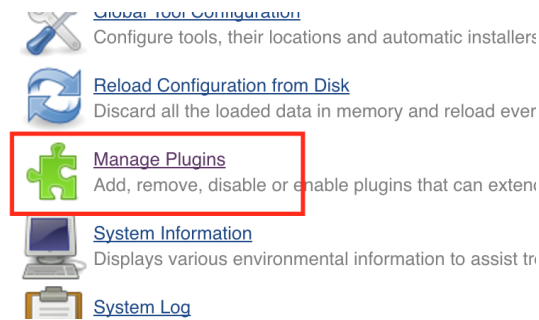 Global Tool Configuration
Configure tools, their locations and automatic installers
Reload Configuration from Disk
Discard all the loaded data in memory and reload ever
Manage Plugins
Add, remove, disable or enable plugins that can extend
System Information
Displays various environmental information to assist tr
System Log